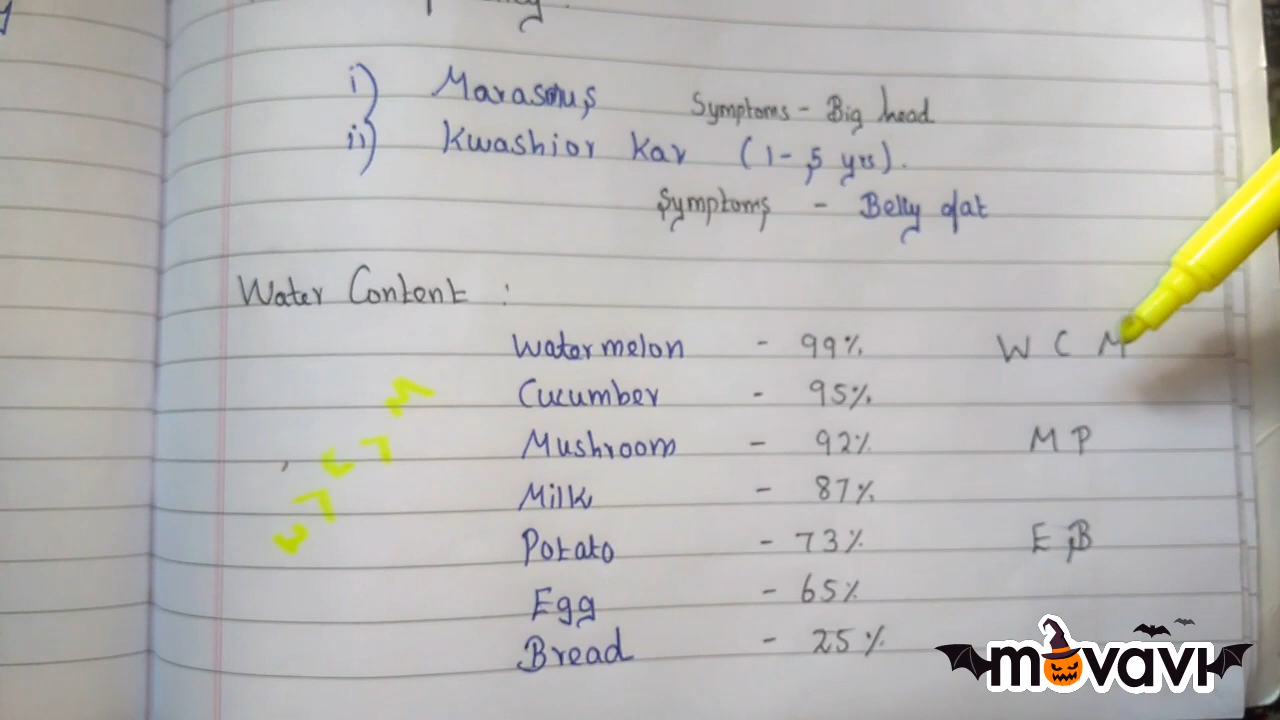 i) Marasmus Symptoms - Big head
ii) Kwashior kar (1-5 yrs).
Symptoms - Belly fat
Water Content :
Watermelon - 99% W C M
Cucumber - 95%
Mushroom - 92% M P
Milk - 87%
Potato - 73% E B
Egg - 65%
Bread - 25%
W > C > M
movavi